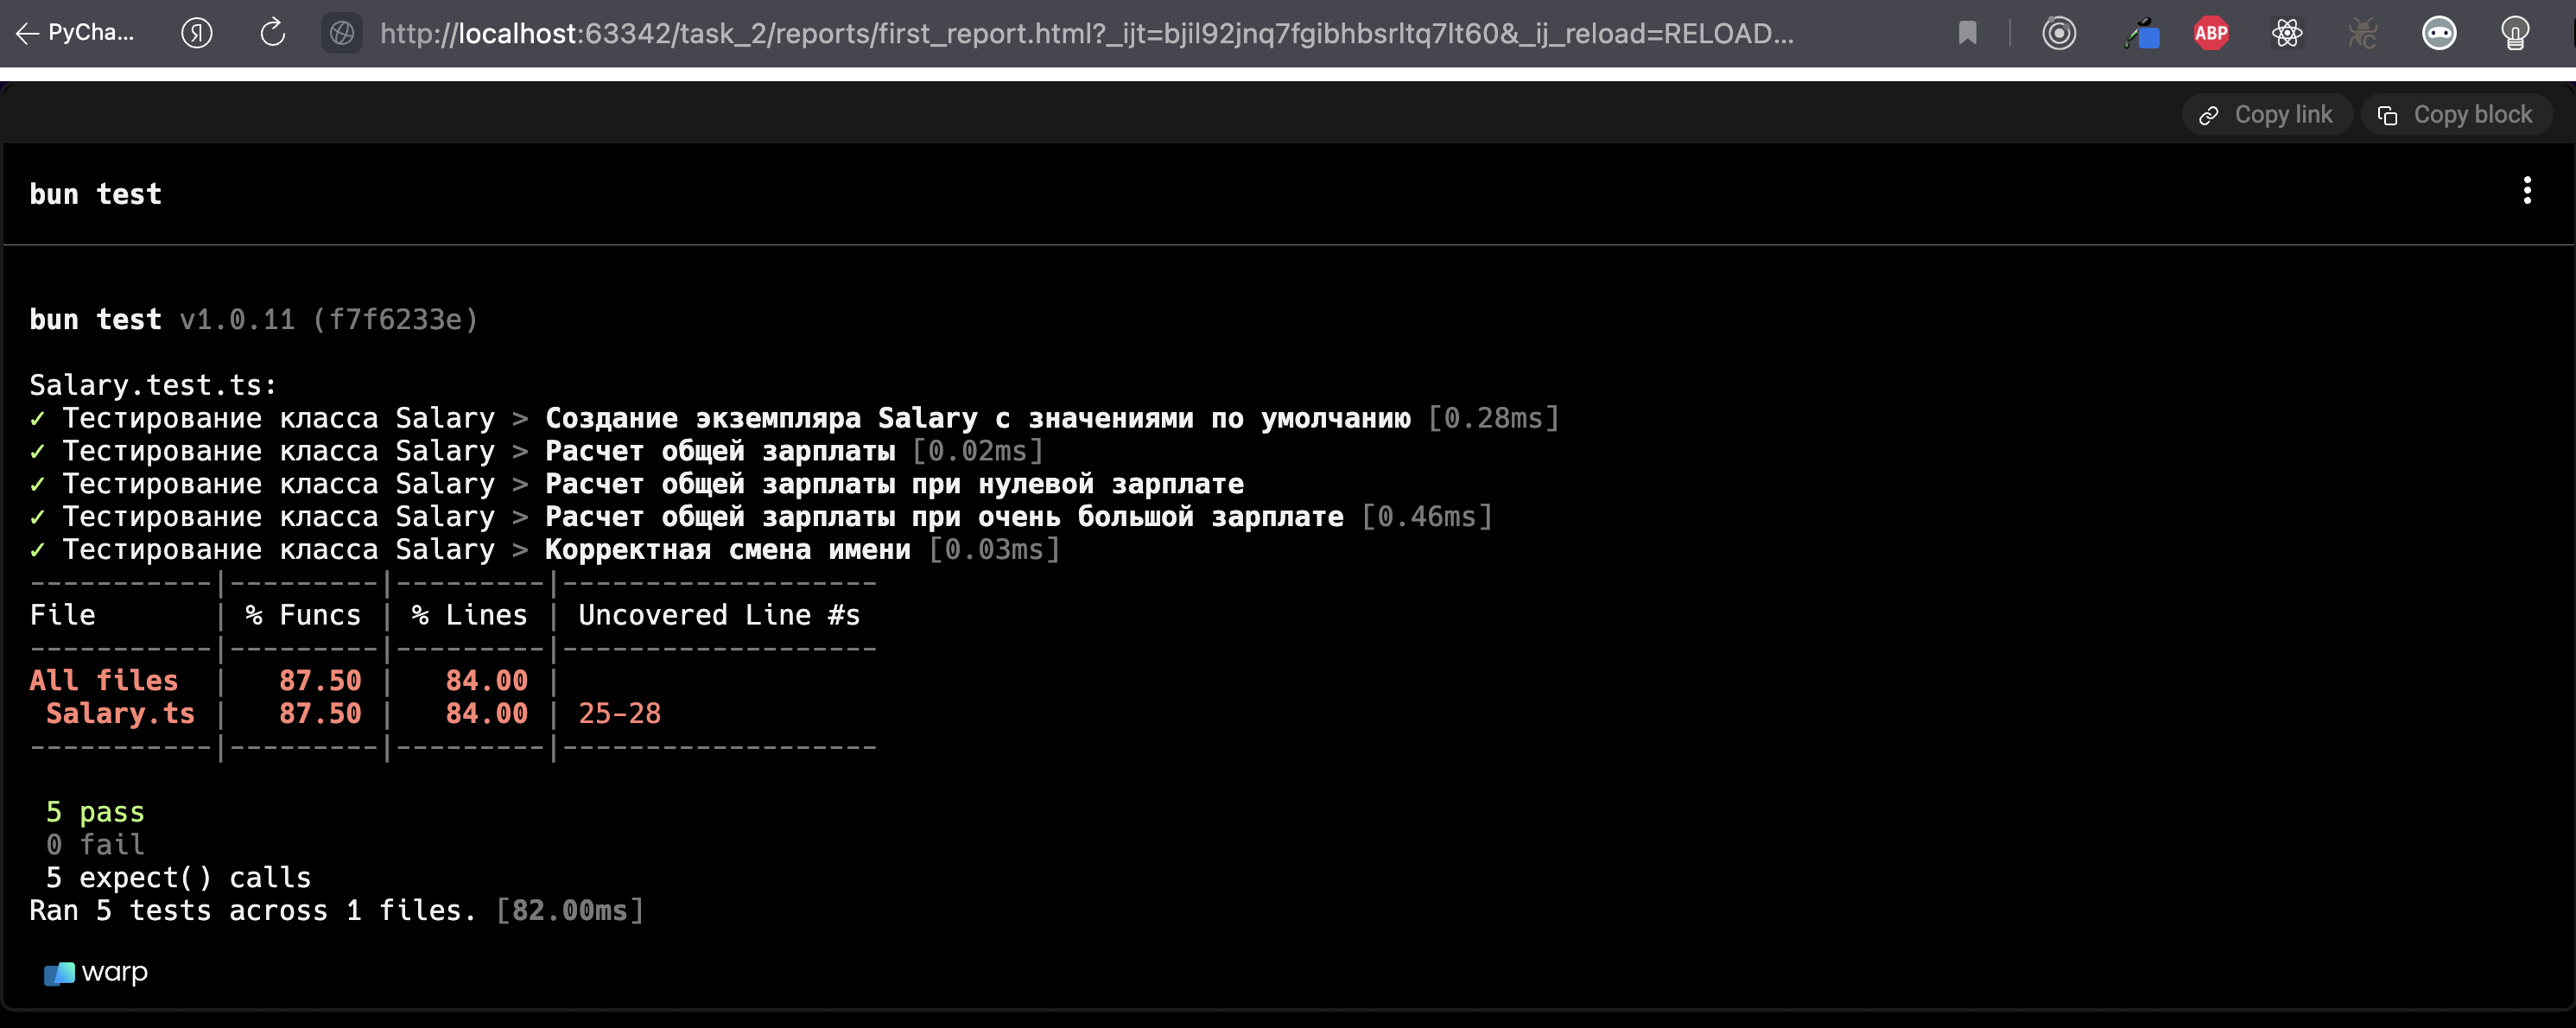 PyCha...
Я
http://localhost:63342/task_2/reports/first_report.html?_ijt=bjil92jnq7fgibhbsrltq7lt60&_ij_reload=RELOAD...
ABP
C
Copy link
Copy block
bun test
bun test v1.0.11 (f7f6233e)
Salary.test.ts:
✓ Тестирование класса Salary > Создание экземпляра Salary с значениями по умолчанию [0.28ms]
✓ Тестирование класса Salary > Расчет общей зарплаты [0.02ms]
✓ Тестирование класса Salary > Расчет общей зарплаты при нулевой зарплате
✓ Тестирование класса Salary > Расчет общей зарплаты при очень большой зарплате [0.46ms]
✓ Тестирование класса Salary > Корректная смена имени [0.03ms]
-----------|---------|---------|-------------------
File       | % Funcs | % Lines | Uncovered Line #s
-----------|---------|---------|-------------------
All files  |   87.50 |   84.00 |
 Salary.ts |   87.50 |   84.00 | 25-28
-----------|---------|---------|-------------------
5 pass
0 fail
5 expect() calls
Ran 5 tests across 1 files. [82.00ms]
warp